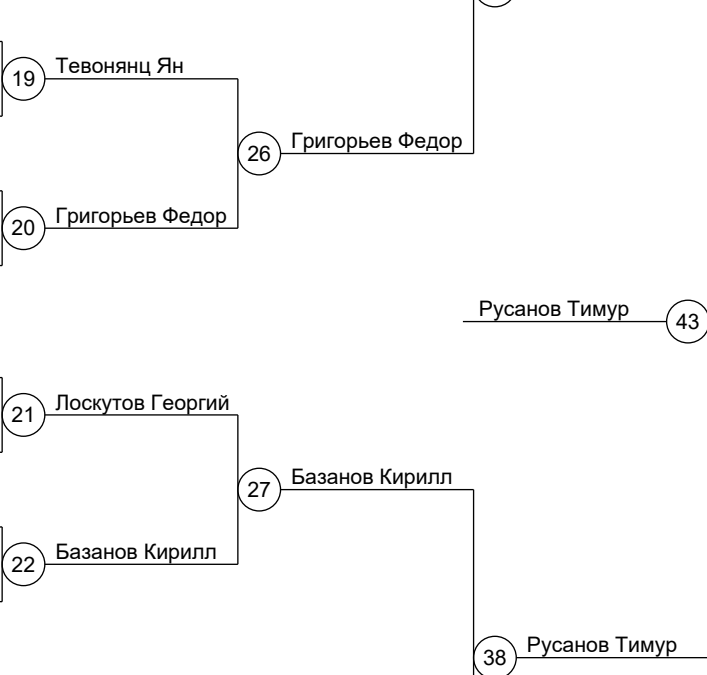 Тевонянц Ян
19
Григорьев Федор
26
Григорьев Федор
20
Русанов Тимур
43
Лоскутов Георгий
21
Базанов Кирилл
27
Базанов Кирилл
22
Русанов Тимур
38